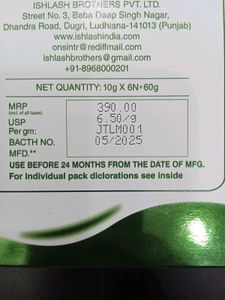 ISHLASH BROTHERS PVT. LTD.
Street No. 3, Baba Deep Singh Nagar,
Dhandra Road, Dugri, Ludhiana-141013 (Punjab)
www.ishlashindia.com
onsintr@rediffmail.com
ishlashbrothers@gmail.com
+91-8968000201
NET QUANTITY: 10g X 6N=60g
MRP 390.00
(incl. of all taxes)
USP 6.50/g
Per gm: JTLM001
BACTH NO. 05/2025
MFD.**
USE BEFORE 24 MONTHS FROM THE DATE OF MFG.
For Individual pack diclorations see inside